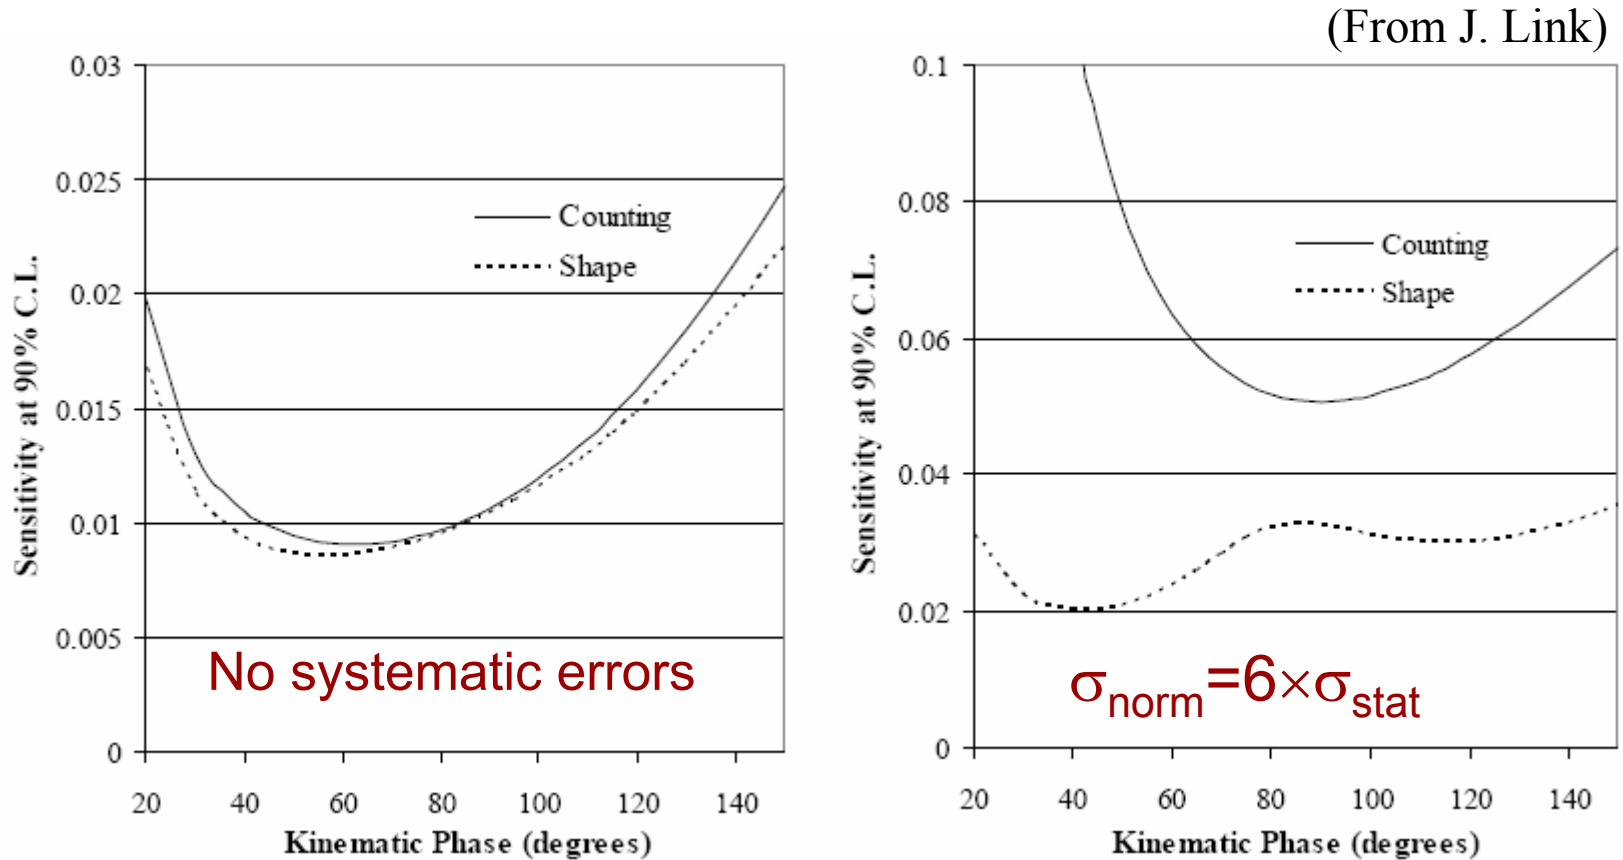 (From J. Link)
0.03
0.025
0.02
0.015
0.01
0.005
0
Sensitivity at 90% C.L.
Counting
Shape
No systematic errors
20 40 60 80 100 120 140
Kinematic Phase (degrees)
0.1
0.08
0.06
0.04
0.02
0
Sensitivity at 90% C.L.
Counting
Shape
σnorm=6×σstat
20 40 60 80 100 120 140
Kinematic Phase (degrees)